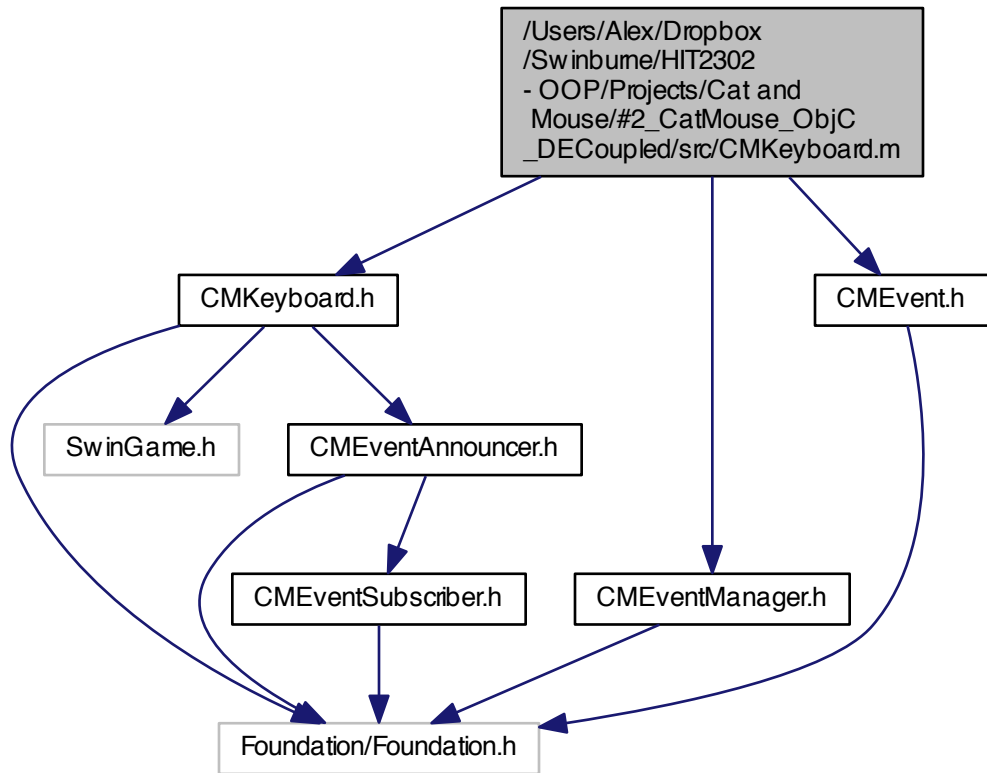 /Users/Alex/Dropbox
/Swinburne/HIT2302
- OOP/Projects/Cat and
Mouse/#2_CatMouse_ObjC
_DECoupled/src/CMKeyboard.m
CMKeyboard.h
CMEvent.h
SwinGame.h
CMEventAnnouncer.h
CMEventSubscriber.h
CMEventManager.h
Foundation/Foundation.h